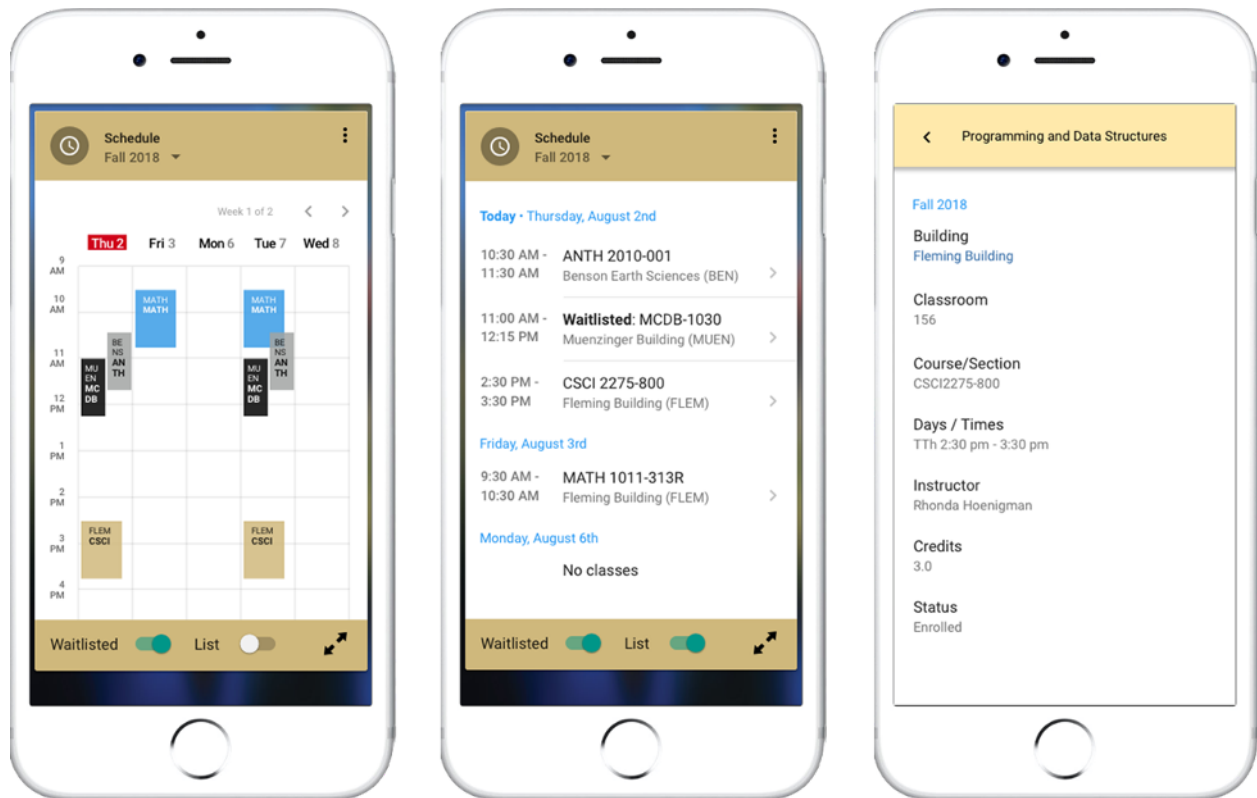 Schedule
Fall 2018
Week 1 of 2
Thu 2 Fri 3 Mon 6 Tue 7 Wed 8
9
AM
10
AM
11
AM
12
PM
1
PM
2
PM
3
PM
4
PM
MATH
MATH
MATH
MATH
BE
NS
AN
TH
BE
NS
AN
TH
MU
EN
MC
DB
MU
EN
MC
DB
FLEM
CSCI
FLEM
CSCI
Waitlisted List
Schedule
Fall 2018
Today · Thursday, August 2nd
10:30 AM - ANTH 2010-001
11:30 AM Benson Earth Sciences (BEN)
11:00 AM - Waitlisted: MCDB-1030
12:15 PM Muenzinger Building (MUEN)
2:30 PM - CSCI 2275-800
3:30 PM Fleming Building (FLEM)
Friday, August 3rd
9:30 AM - MATH 1011-313R
10:30 AM Fleming Building (FLEM)
Monday, August 6th
No classes
Waitlisted List
Programming and Data Structures
Fall 2018
Building
Fleming Building
Classroom
156
Course/Section
CSCI2275-800
Days / Times
TTh 2:30 pm - 3:30 pm
Instructor
Rhonda Hoenigman
Credits
3.0
Status
Enrolled